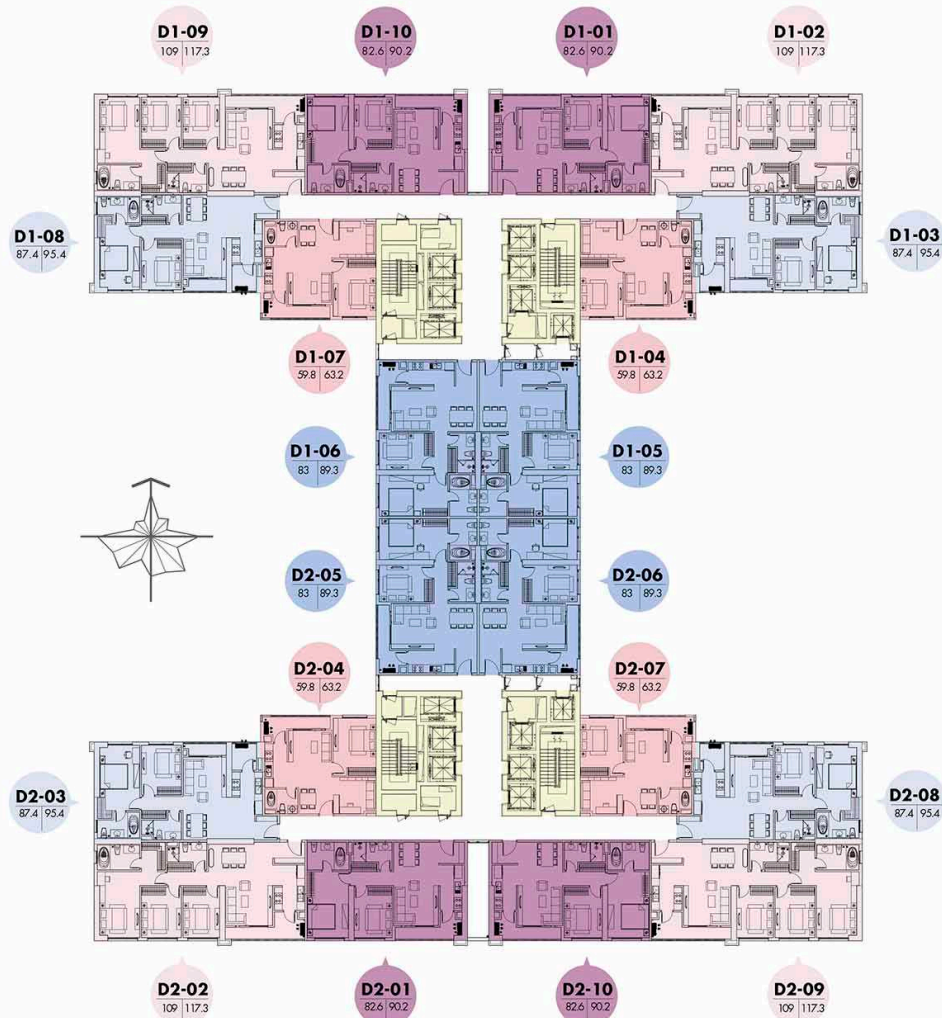 D1-09
109 117.3
D1-10
82.6 90.2
D1-01
82.6 90.2
D1-02
109 117.3
D1-08
87.4 95.4
D1-03
87.4 95.4
D1-07
59.8 63.2
D1-04
59.8 63.2
D1-06
83 89.3
D1-05
83 89.3
D2-05
83 89.3
D2-06
83 89.3
D2-04
59.8 63.2
D2-07
59.8 63.2
D2-03
87.4 95.4
D2-08
87.4 95.4
D2-02
109 117.3
D2-01
82.6 90.2
D2-10
82.6 90.2
D2-09
109 117.3